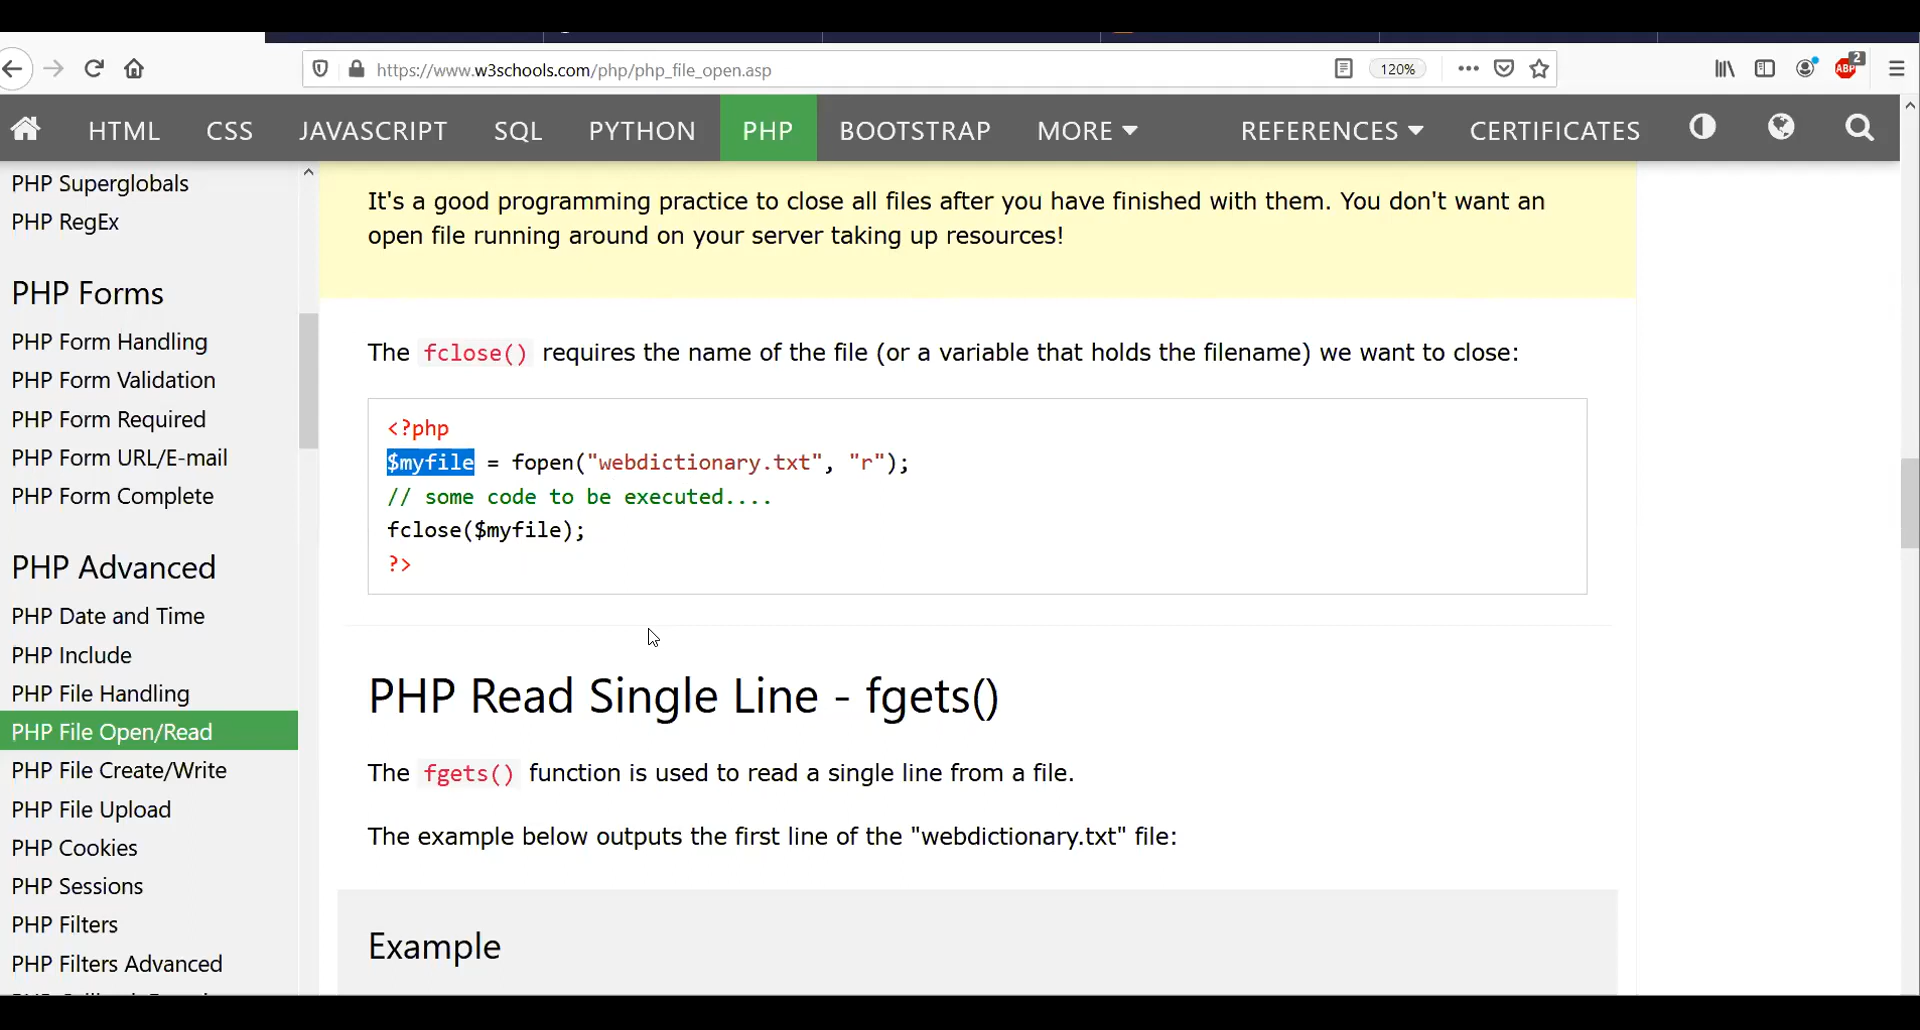 https://www.w3schools.com/php/php_file_open.asp
120%
ABP
2
HTML
CSS
JAVASCRIPT
SQL
PYTHON
PHP
BOOTSTRAP
MORE
REFERENCES
CERTIFICATES
PHP Superglobals
PHP RegEx
PHP Forms
PHP Form Handling
PHP Form Validation
PHP Form Required
PHP Form URL/E-mail
PHP Form Complete
PHP Advanced
PHP Date and Time
PHP Include
PHP File Handling
PHP File Open/Read
PHP File Create/Write
PHP File Upload
PHP Cookies
PHP Sessions
PHP Filters
PHP Filters Advanced
It's a good programming practice to close all files after you have finished with them. You don't want an
open file running around on your server taking up resources!
The fclose() requires the name of the file (or a variable that holds the filename) we want to close:
<?php
$myfile = fopen("webdictionary.txt", "r");
// some code to be executed....
fclose($myfile);
?>
PHP Read Single Line - fgets()
The fgets() function is used to read a single line from a file.
The example below outputs the first line of the "webdictionary.txt" file:
Example